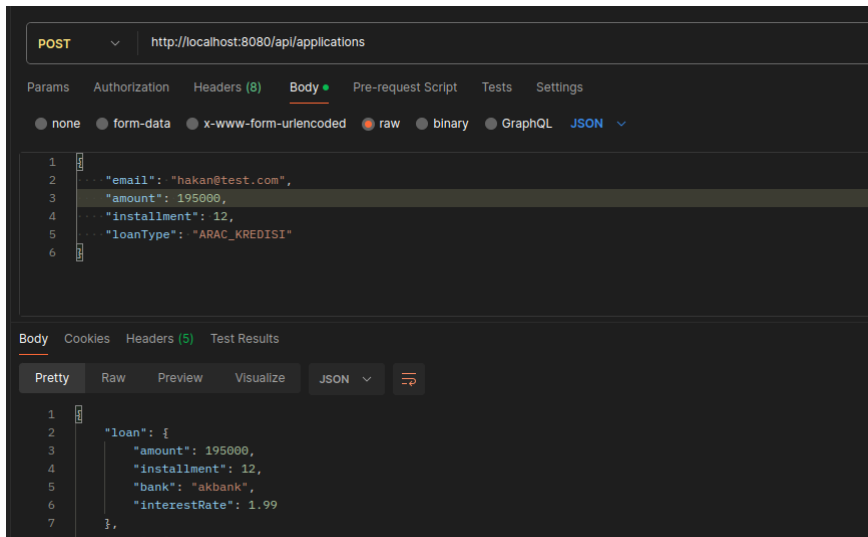 POST http://localhost:8080/api/applications
Params Authorization Headers (8) Body Pre-request Script Tests Settings
none form-data x-www-form-urlencoded raw binary GraphQL JSON
1 {
2 "email": "hakan@test.com",
3 "amount": 195000,
4 "installment": 12,
5 "loanType": "ARAC_KREDISI"
6 }
Body Cookies Headers (5) Test Results
Pretty Raw Preview Visualize JSON
1 {
2 "loan": {
3 "amount": 195000,
4 "installment": 12,
5 "bank": "akbank",
6 "interestRate": 1.99
7 },